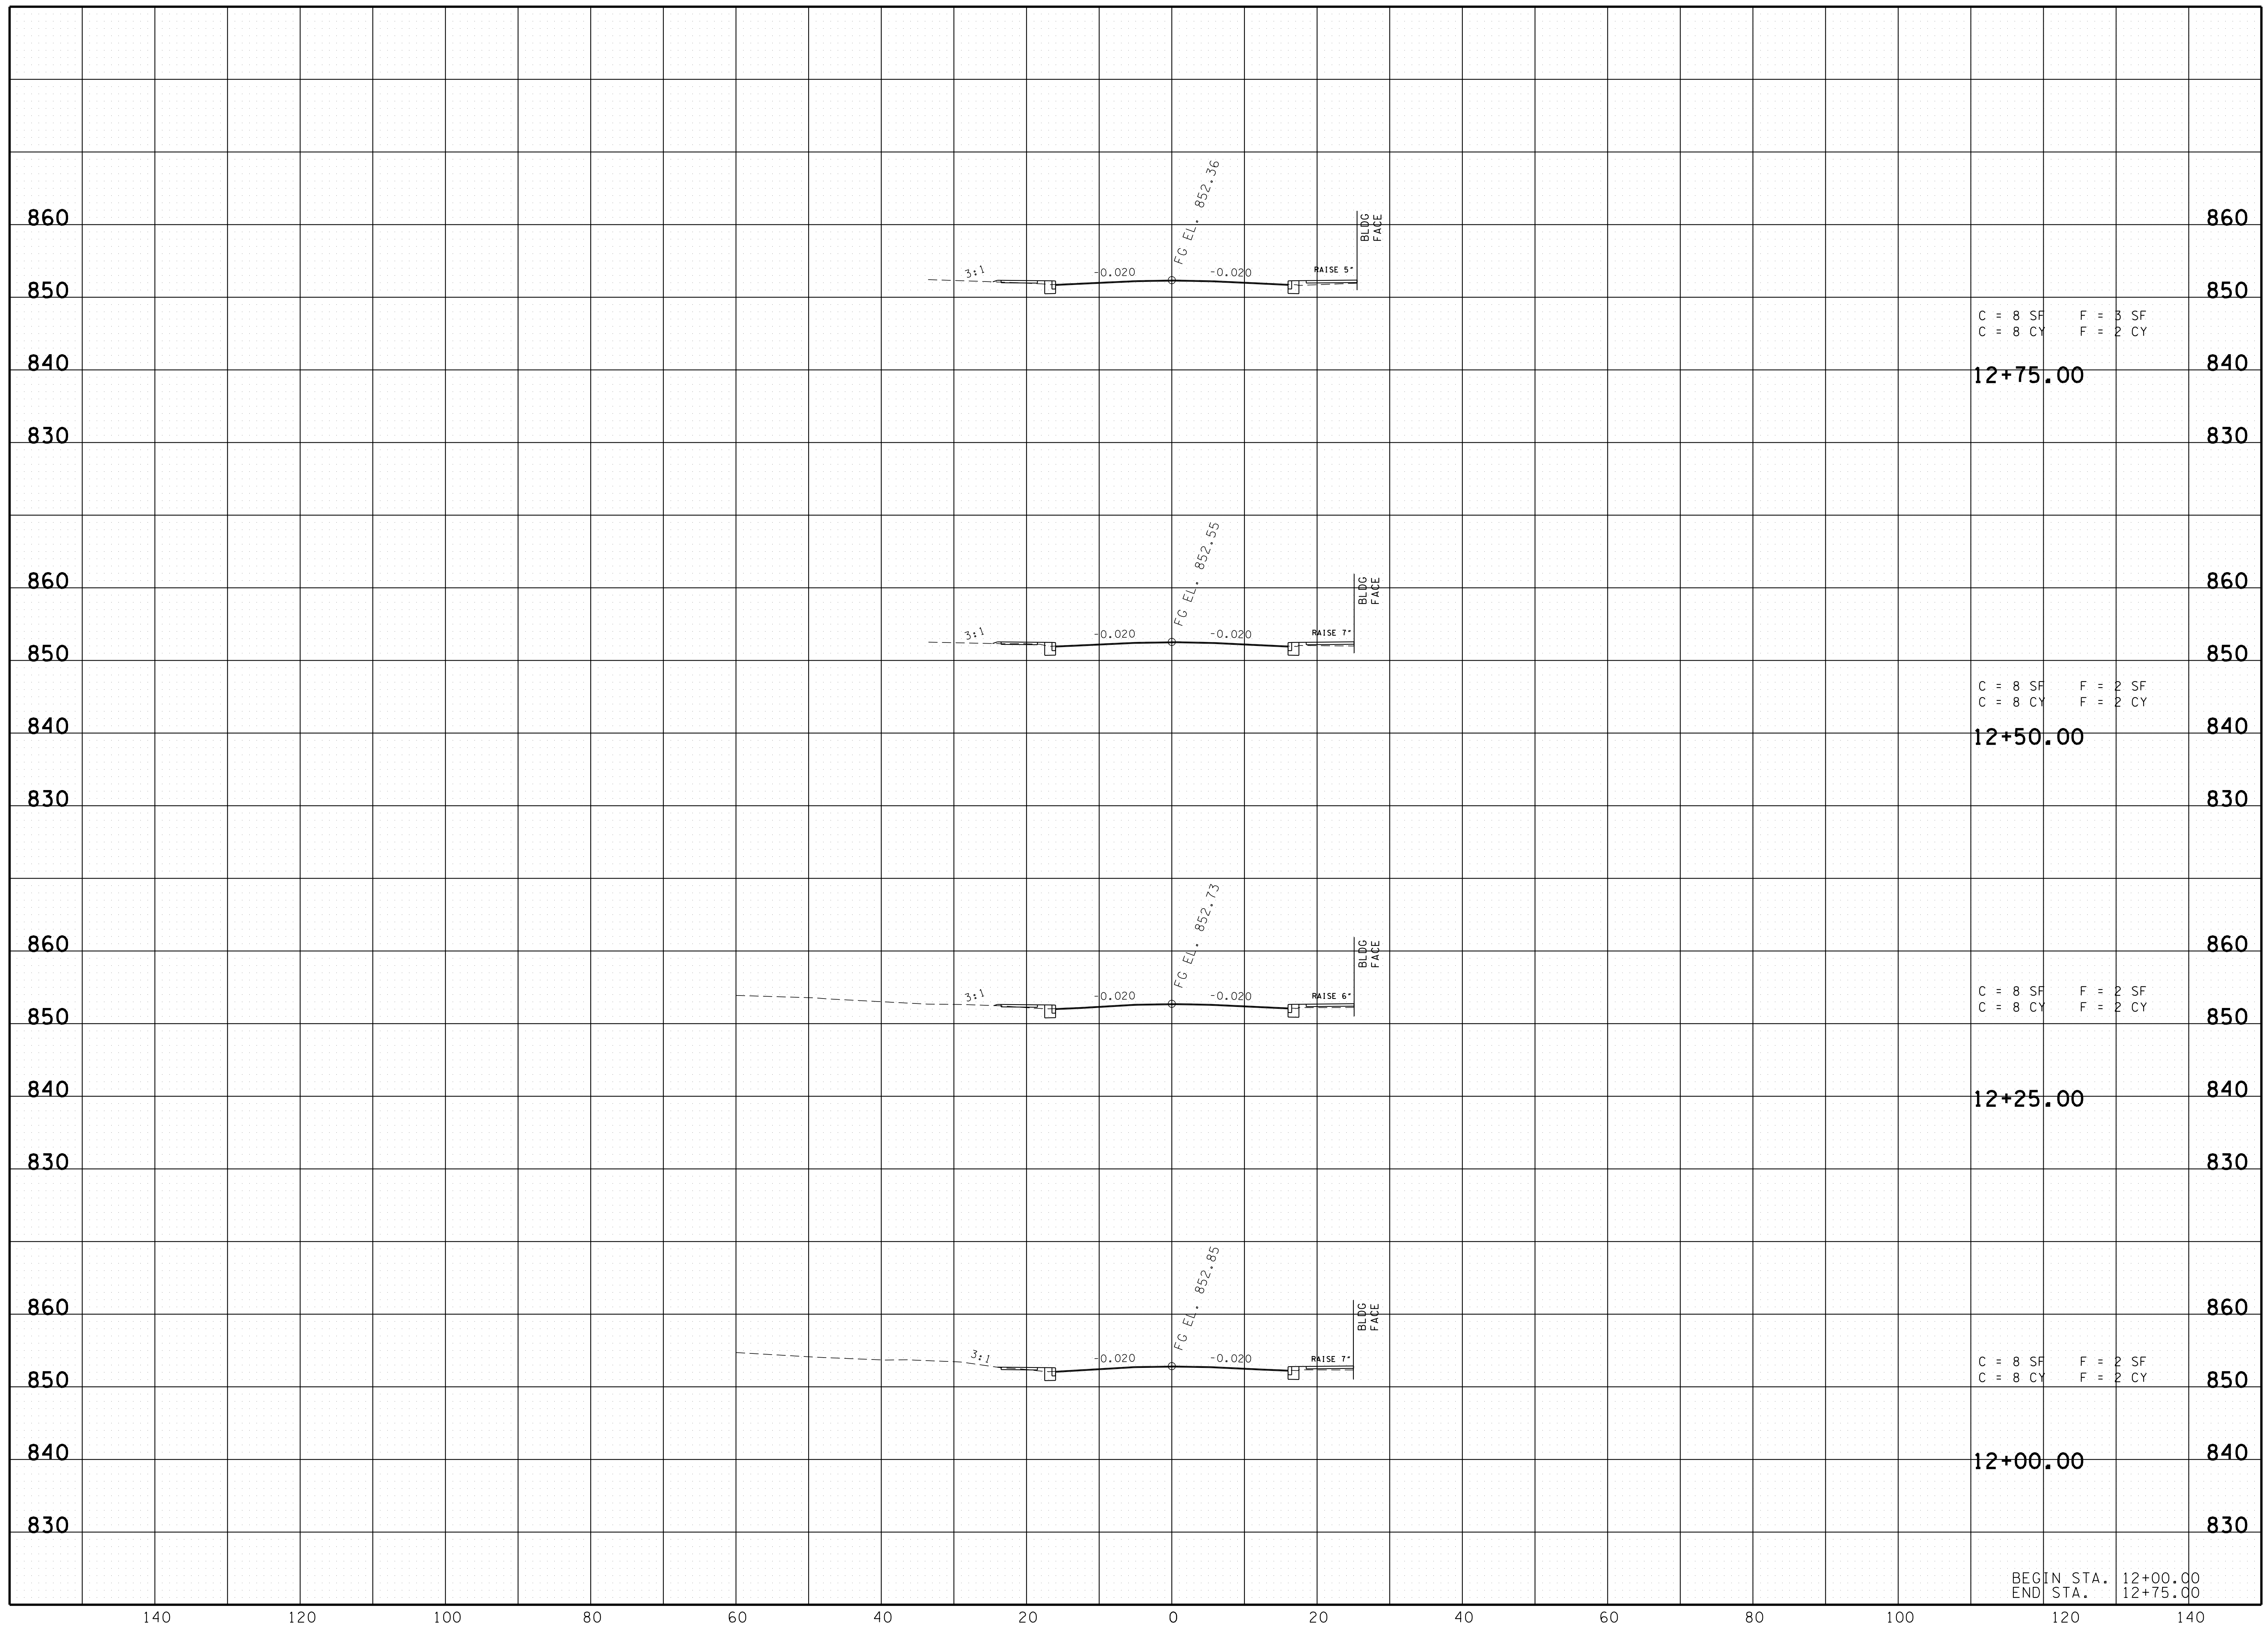 FG EL. 852.36
860
BLDG
FACE
860
3:1
-0.020
-0.020
RAISE 5"
850
850
C = 8 SF F = 3 SF
C = 8 CY F = 2 CY
840
840
12+75.00
830
830
FG EL. 852.55
860
BLDG
FACE
860
3:1
-0.020
-0.020
RAISE 7"
850
850
C = 8 SF F = 2 SF
C = 8 CY F = 2 CY
840
840
12+50.00
830
830
FG EL. 852.73
860
BLDG
FACE
860
3:1
-0.020
-0.020
RAISE 6"
C = 8 SF F = 2 SF
C = 8 CY F = 2 CY
850
850
840
840
12+25.00
830
830
FG EL. 852.85
860
BLDG
FACE
860
3:1
-0.020
-0.020
RAISE 7"
C = 8 SF F = 2 SF
C = 8 CY F = 2 CY
850
850
840
840
12+00.00
830
830
BEGIN STA. 12+00.00
END STA. 12+75.00
140 120 100 80 60 40 20 0 20 40 60 80 100 120 140